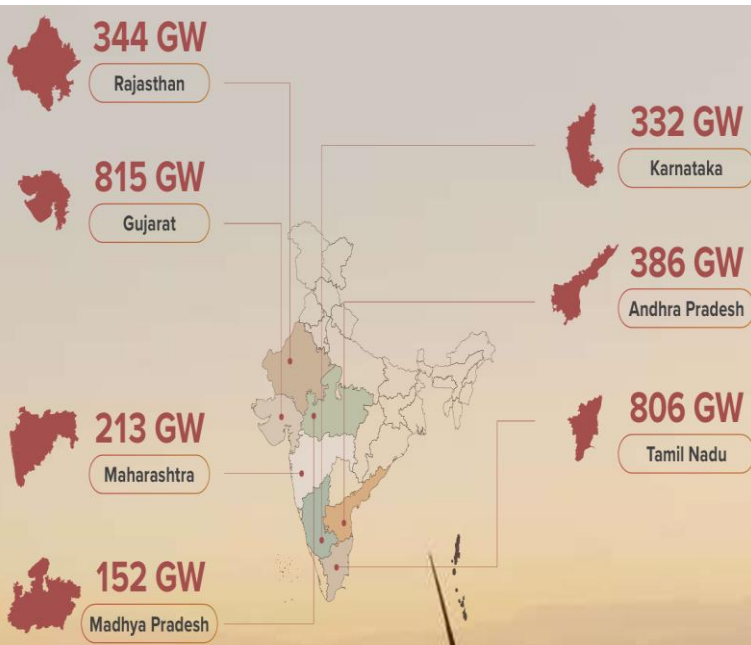 344 GW
Rajasthan
815 GW
Gujarat
213 GW
Maharashtra
152 GW
Madhya Pradesh
332 GW
Karnataka
386 GW
Andhra Pradesh
806 GW
Tamil Nadu